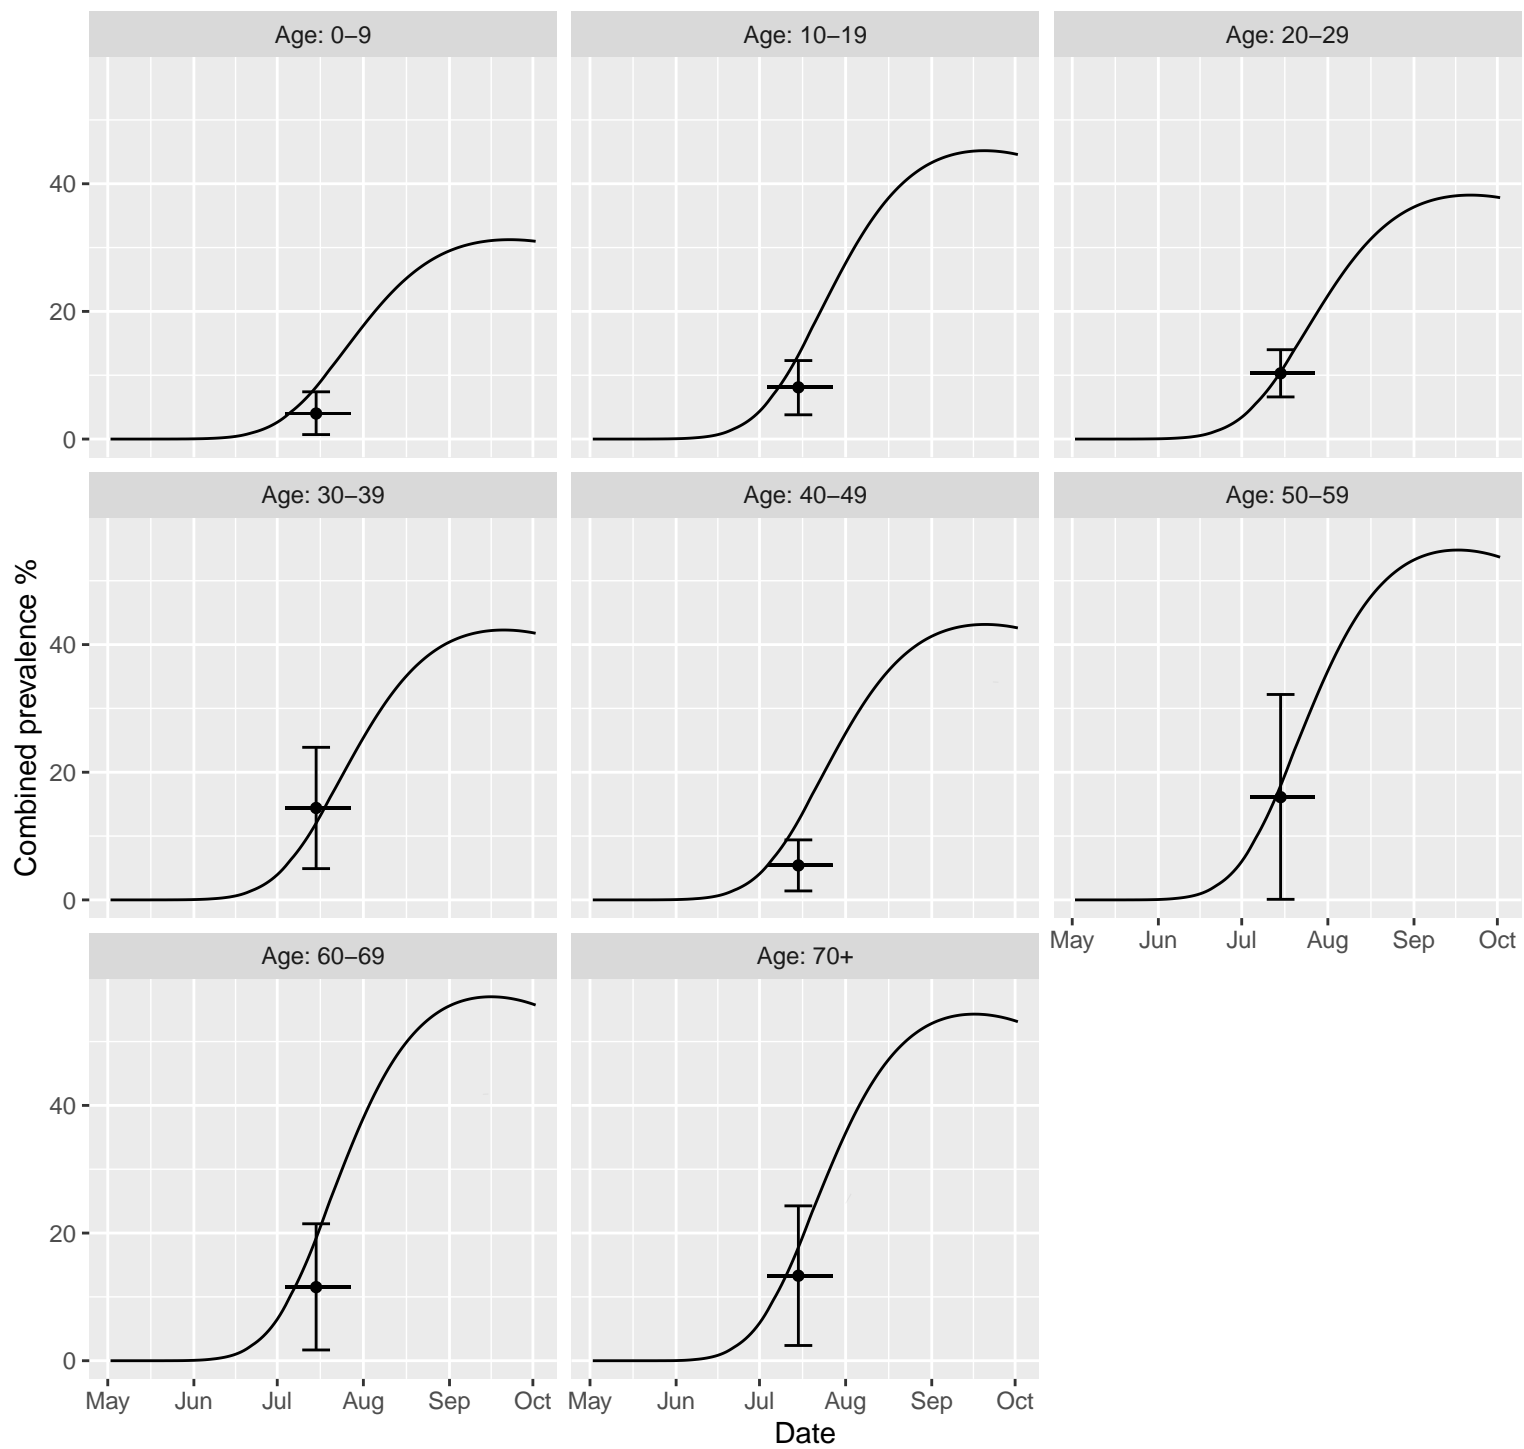 Age: 0–9
Age: 10–19
Age: 20–29
40
20
0
Age: 30–39
Age: 40–49
Age: 50–59
Combined prevalence %
40
20
0
May Jun Jul Aug Sep Oct
Age: 60–69
Age: 70+
40
20
0
May Jun Jul Aug Sep Oct
May Jun Jul Aug Sep Oct
Date